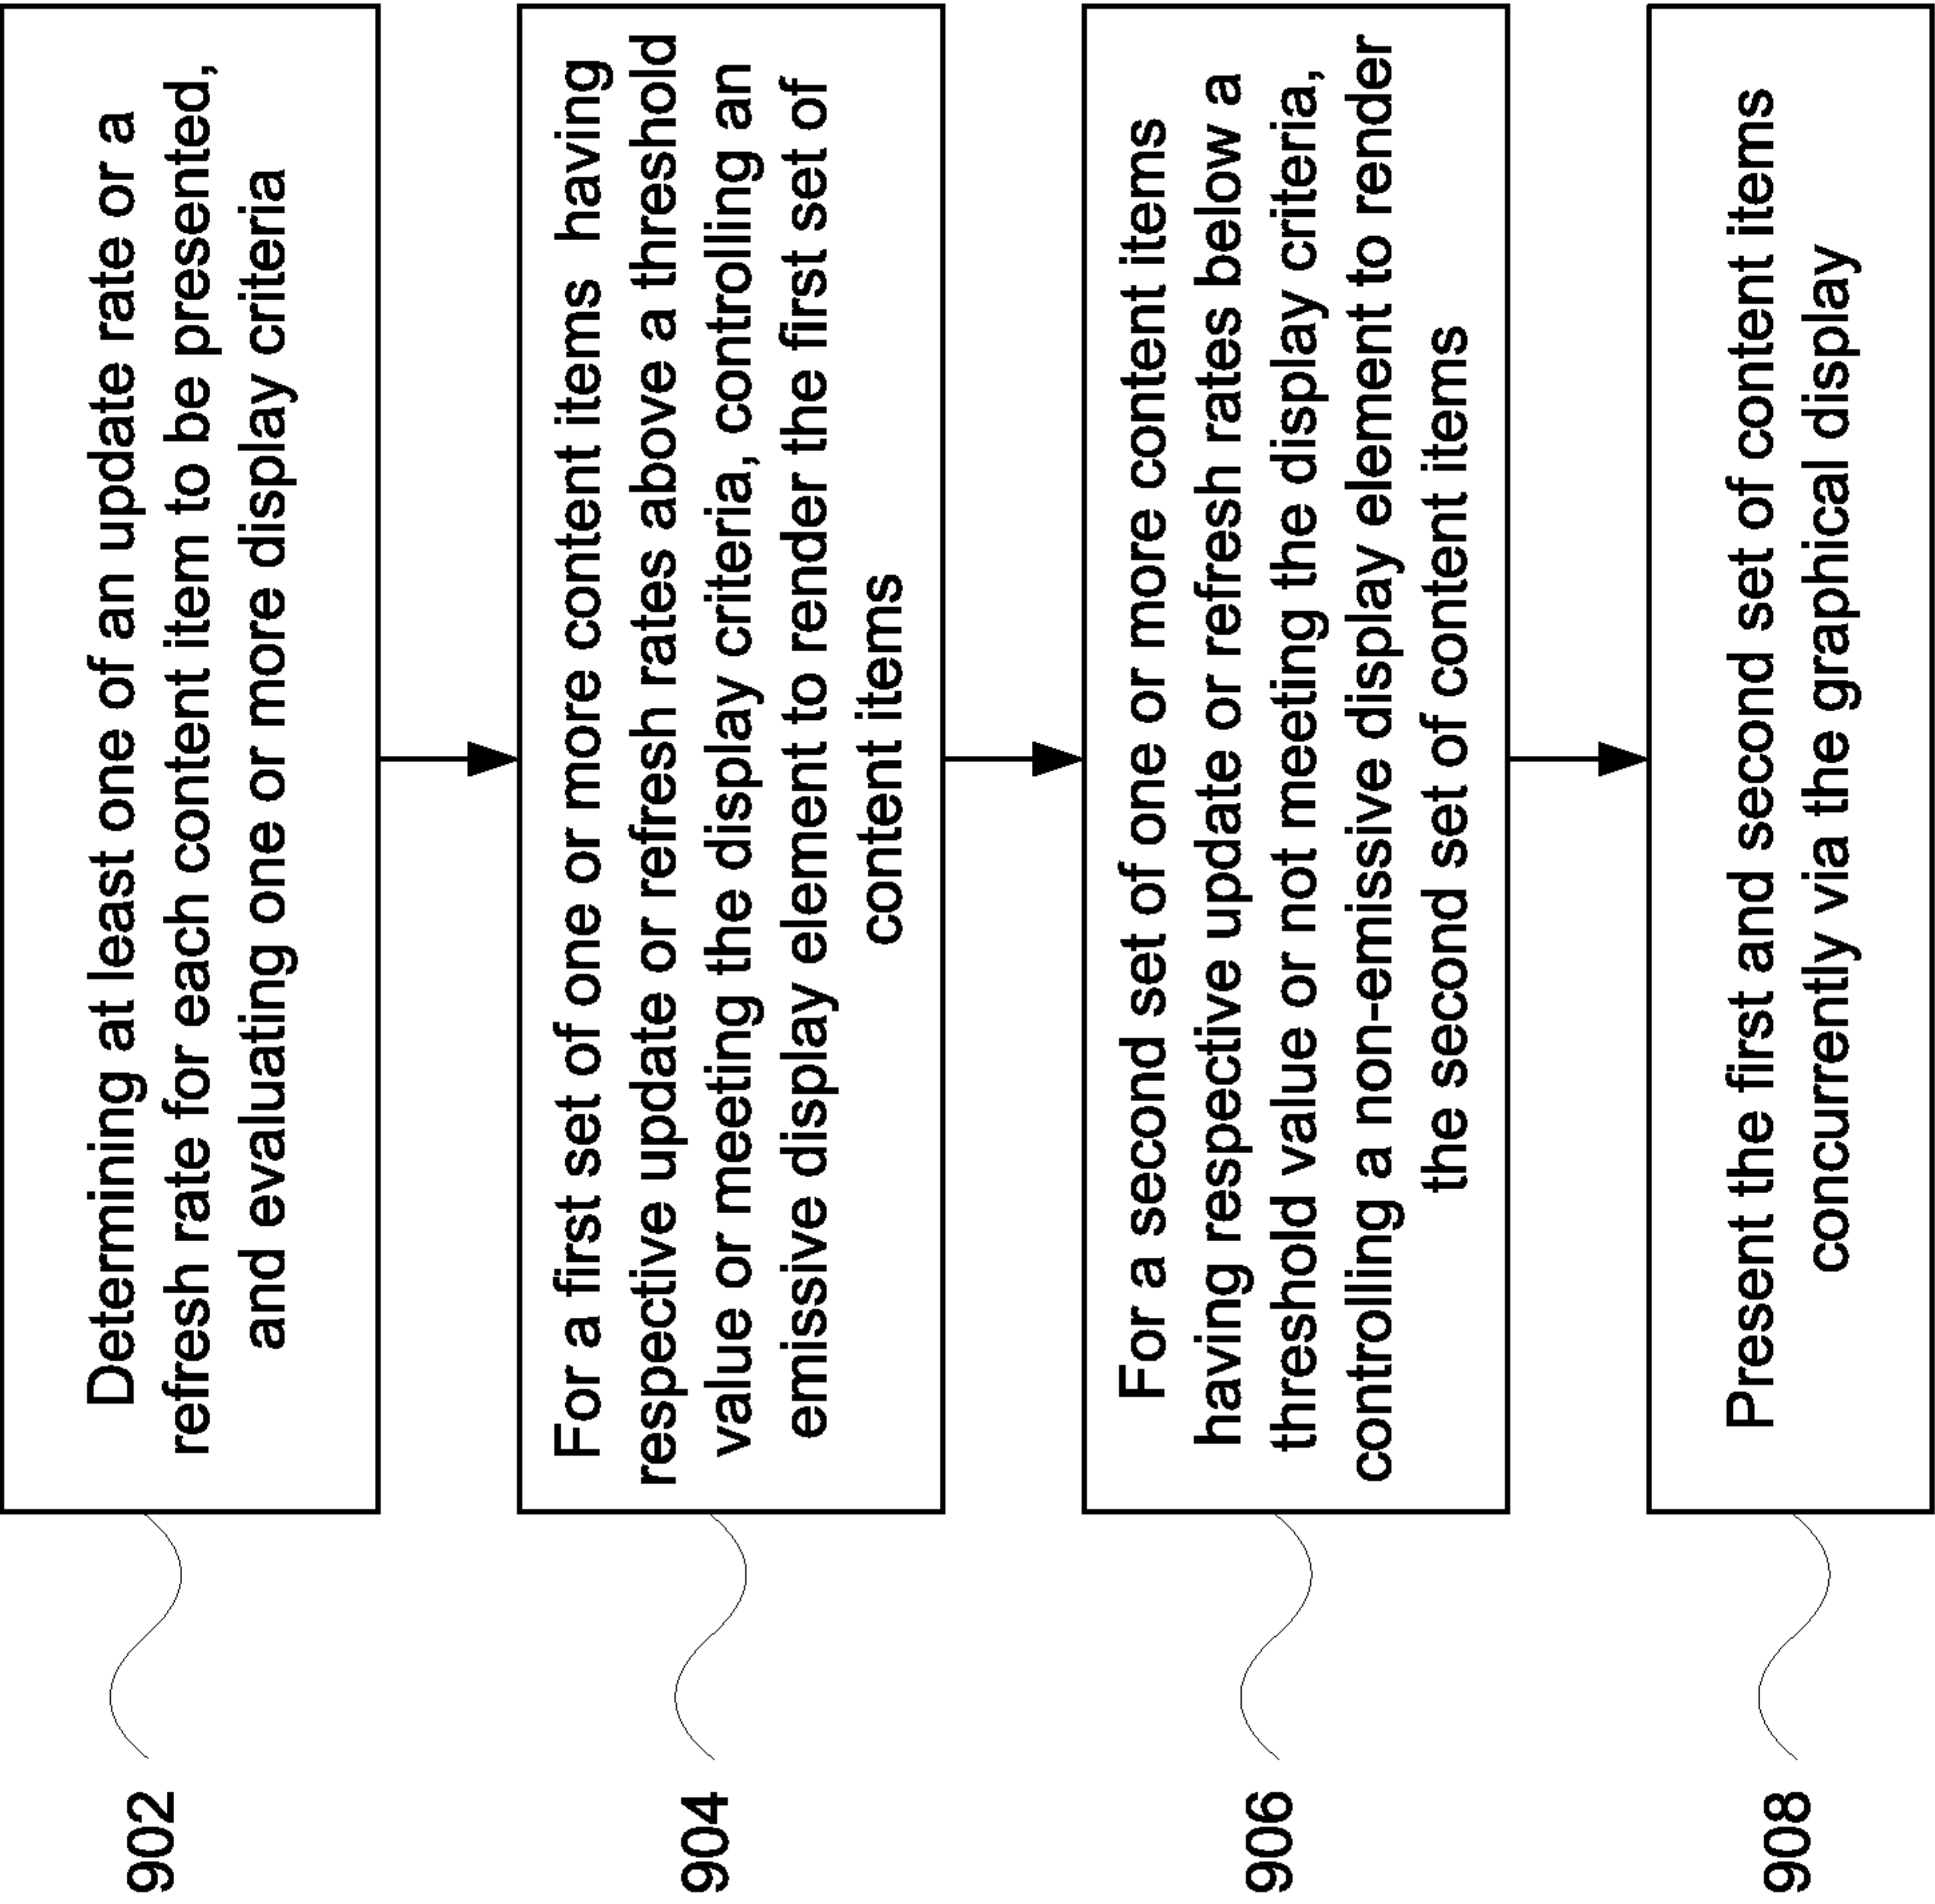 902
Determining at least one of an update rate or a
refresh rate for each content item to be presented,
and evaluating one or more display criteria
904
For a first set of one or more content items having
respective update or refresh rates above a threshold
value or meeting the display criteria, controlling an
emissive display element to render the first set of
content items
906
For a second set of one or more content items
having respective update or refresh rates below a
threshold value or not meeting the display criteria,
controlling a non-emissive display element to render
the second set of content items
908
Present the first and second set of content items
concurrently via the graphical display